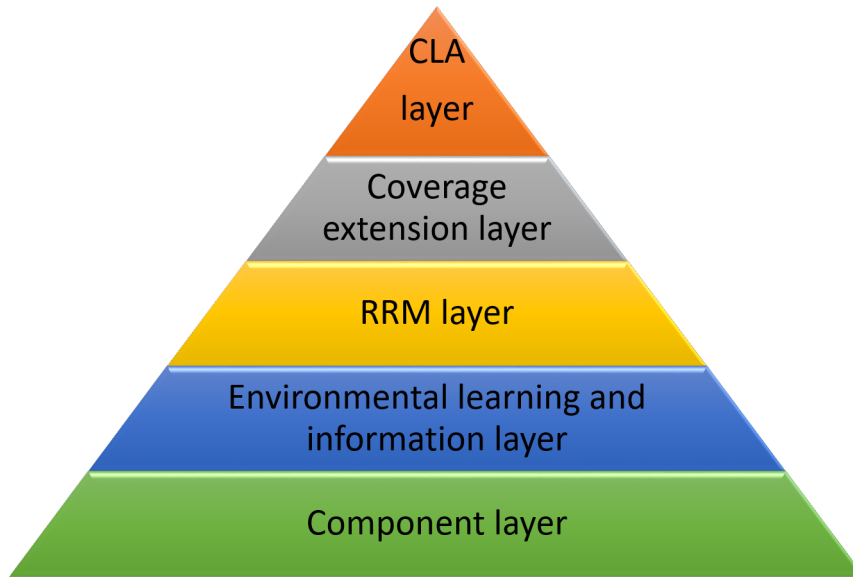 CLA
layer
Coverage
extension layer
RRM layer
Environmental learning and
information layer
Component layer